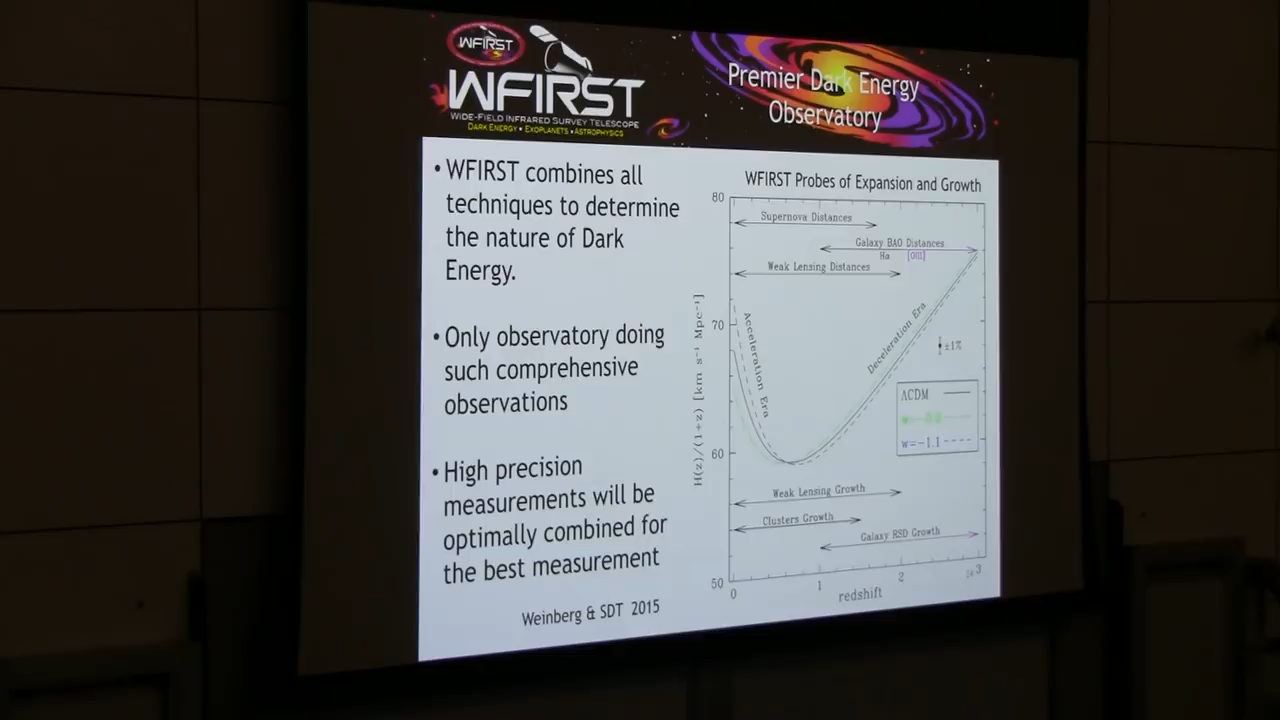 WFIRST
WFIRST
WIDE-FIELD INFRARED SURVEY TELESCOPE
DARK ENERGY • EXOPLANETS • ASTROPHYSICS
Premier Dark Energy
Observatory
• WFIRST combines all
techniques to determine
the nature of Dark
Energy.
• Only observatory doing
such comprehensive
observations
• High precision
measurements will be
optimally combined for
the best measurement
Weinberg & SDT 2015
WFIRST Probes of Expansion and Growth
80
Supernova Distances
Galaxy BAO Distances
Hα [OIII]
Weak Lensing Distances
H(z)/(1+z) [km s⁻¹ Mpc⁻¹]
70
Acceleration Era
Deceleration Era
±1%
ΛCDM
w=-1.1
60
Weak Lensing Growth
Clusters Growth
Galaxy RSD Growth
50
0 1 2 3
redshift